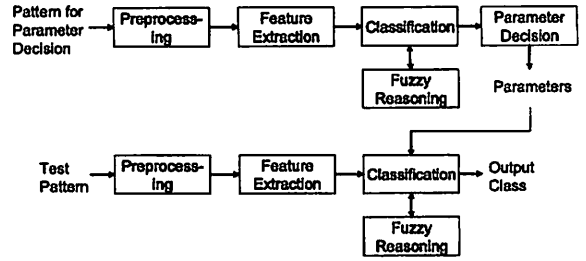 Pattern for
Parameter
Decision
Preprocess-
ing
Feature
Extraction
Classification
Parameter
Decision
Fuzzy
Reasoning
Parameters
Test
Pattern
Preprocess-
ing
Feature
Extraction
Classification
Output
Class
Fuzzy
Reasoning